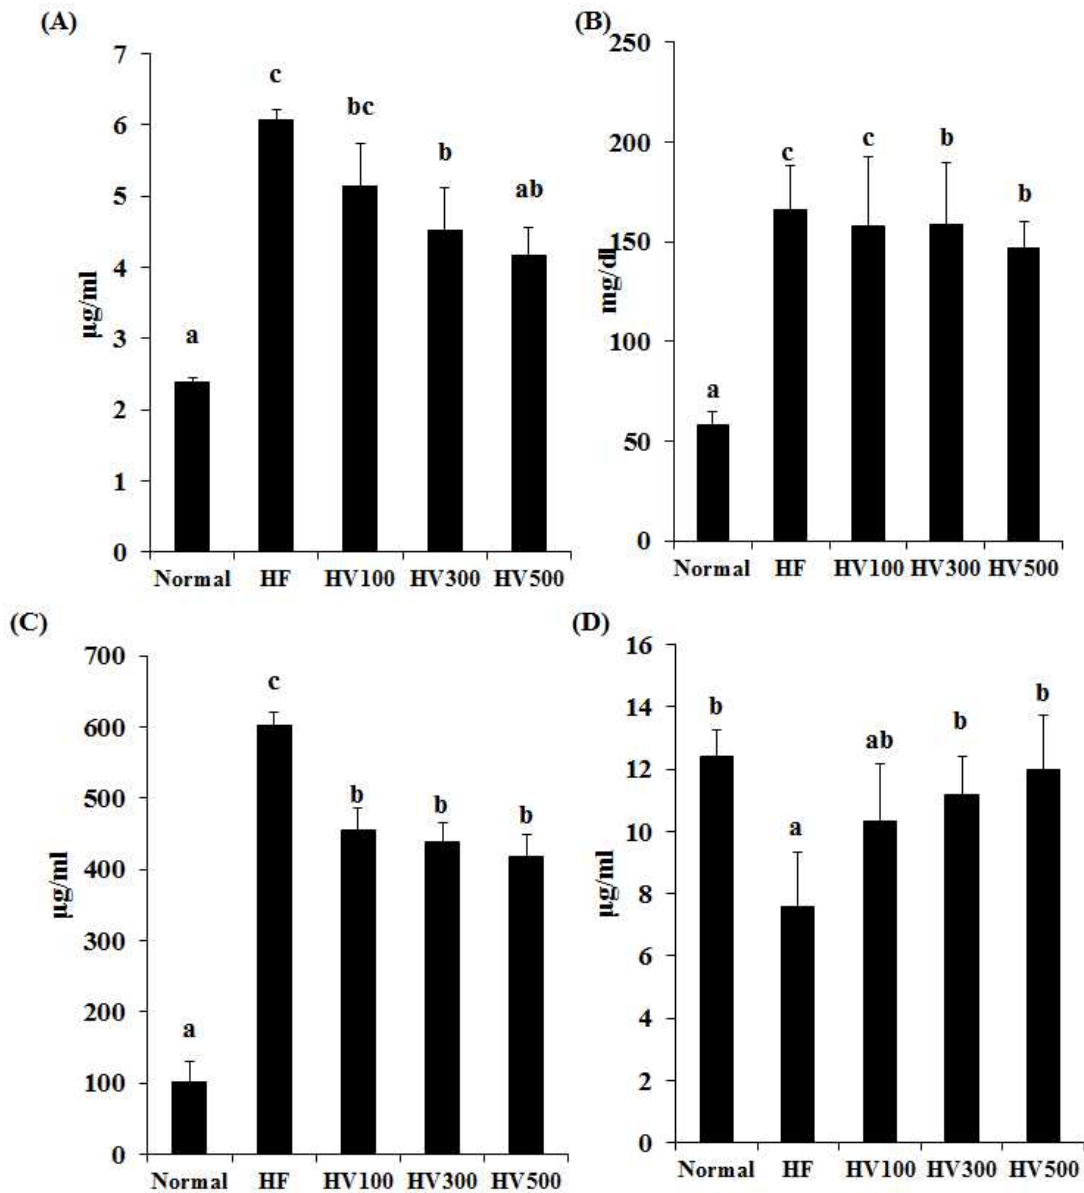 (A)
7
6
5
4
3
2
1
0
µg/ml
a
c
bc
b
ab
Normal HF HV100 HV300 HV500
(B)
250
200
150
100
50
0
mg/dl
a
c
c
b
b
Normal HF HV100 HV300 HV500
(C)
700
600
500
400
300
200
100
0
µg/ml
a
c
b
b
b
Normal HF HV100 HV300 HV500
(D)
16
14
12
10
8
6
4
2
0
µg/ml
b
a
ab
b
b
Normal HF HV100 HV300 HV500